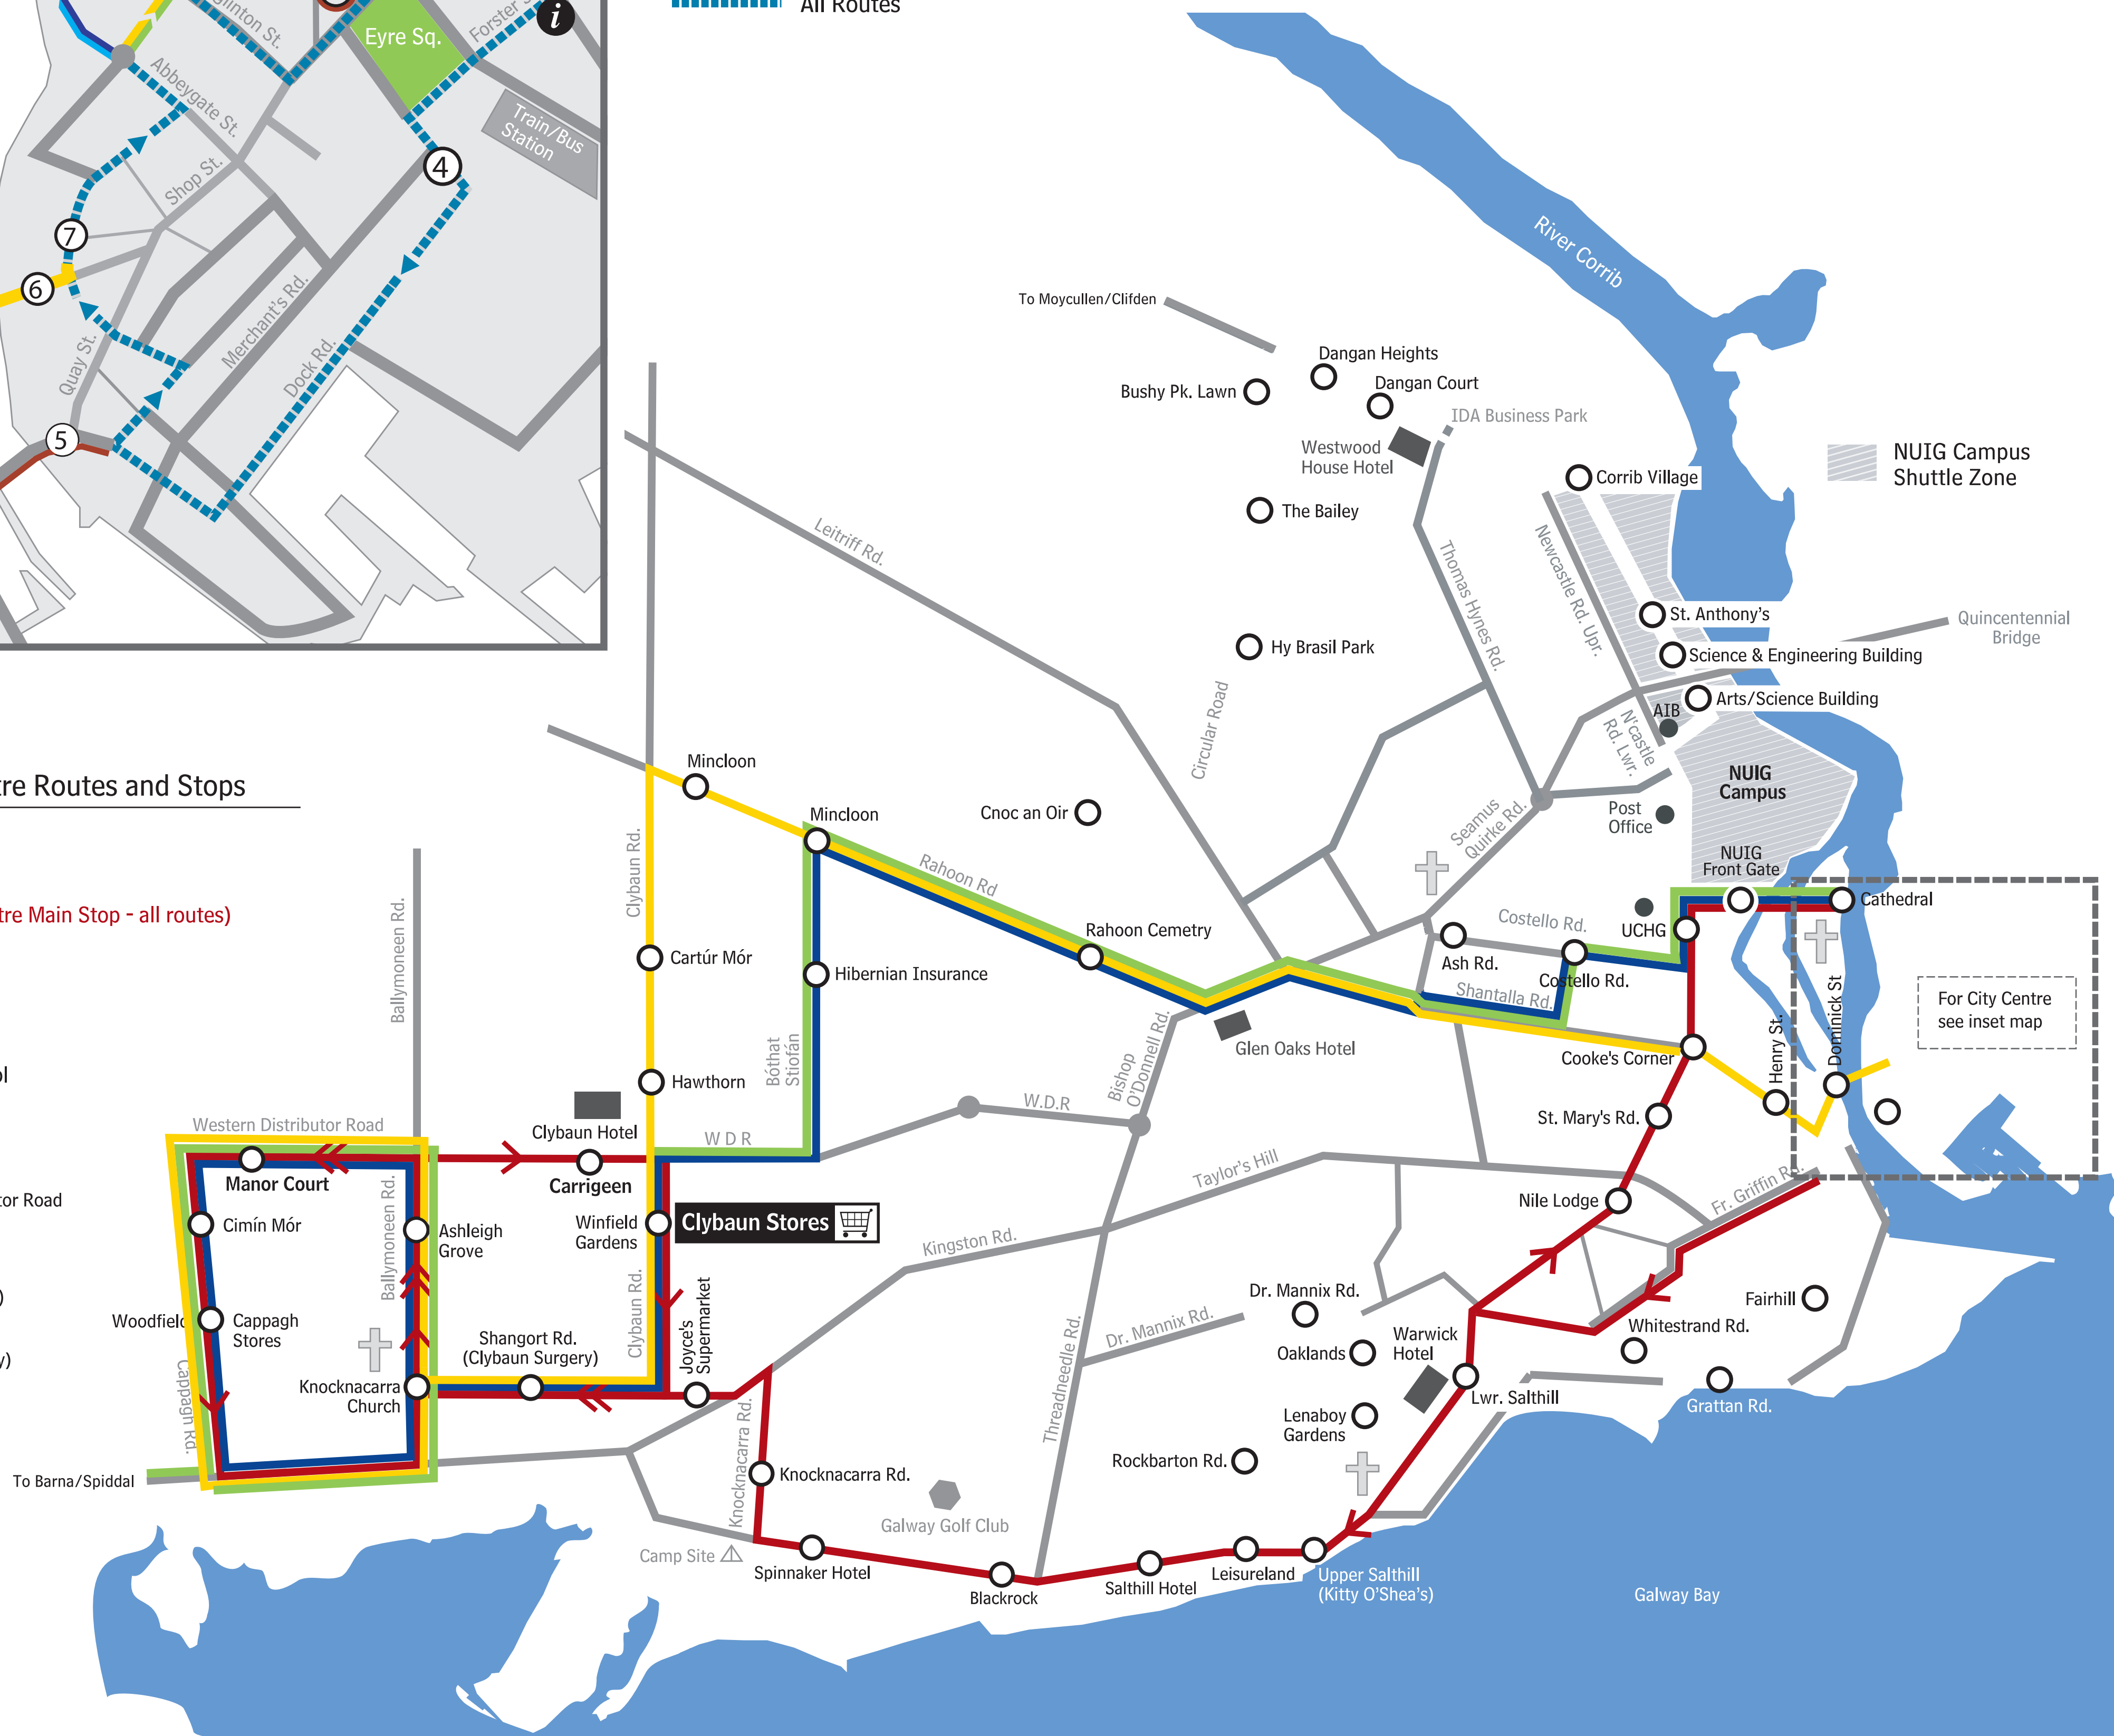 All Routes
Eglinton St.
Eyre Sq.
Forster S
i
Abbeygate St.
Train/Bus
Station
4
Shop St.
7
6
Merchant's Rd.
Quay St.
Dock Rd.
5
River Corrib
To Moycullen/Clifden
Dangan Heights
Dangan Court
Bushy Pk. Lawn
IDA Business Park
Westwood
House Hotel
NUIG Campus
Shuttle Zone
Corrib Village
The Bailey
Leitriff Rd.
Thomas Hynes Rd.
Newcastle Rd. Upr.
St. Anthony's
Quincentennial
Bridge
Hy Brasil Park
Science & Engineering Building
Circular Road
Arts/Science Building
AIB
N'castle
Rd. Lwr.
tre Routes and Stops
Mincloon
Mincloon
Cnoc an Oir
NUIG
Campus
Post
Office
Seamus
Quirke Rd.
Clybaun Rd.
Rahoon Rd
NUIG
Front Gate
tre Main Stop - all routes)
Ballymoneen Rd.
Cathedral
Costello Rd.
UCHG
Rahoon Cemetry
Cartúr Mór
Hibernian Insurance
Ash Rd.
Costello Rd.
Shantalla Rd.
For City Centre
see inset map
Dominick St
Henry St.
Glen Oaks Hotel
Cooke's Corner
Bóthat
Stiofán
Bishop
O'Donnell Rd.
ol
Hawthorn
W.D.R
Western Distributor Road
Clybaun Hotel
W D R
St. Mary's Rd.
Manor Court
Carrigeen
Taylor's Hill
tor Road
Nile Lodge
Fr. Griffin Rd.
Cimín Mór
Ballymoneen Rd.
Ashleigh
Grove
Winfield
Gardens
Clybaun Stores
Kingston Rd.
)
Clybaun Rd.
Joyce's
Supermarket
Dr. Mannix Rd.
Fairhill
Woodfield
Cappagh
Stores
Shangort Rd.
(Clybaun Surgery)
Dr. Mannix Rd.
Whitestrand Rd.
Warwick
Hotel
Oaklands
y)
Cappagh Rd.
Knocknacarra
Church
Threadneedle Rd.
Lwr. Salthill
Grattan Rd.
Lenaboy
Gardens
Knocknacarra Rd.
Rockbarton Rd.
To Barna/Spiddal
Knocknacarra Rd.
Galway Golf Club
Camp Site
Spinnaker Hotel
Blackrock
Salthill Hotel
Leisureland
Upper Salthill
(Kitty O'Shea's)
Galway Bay